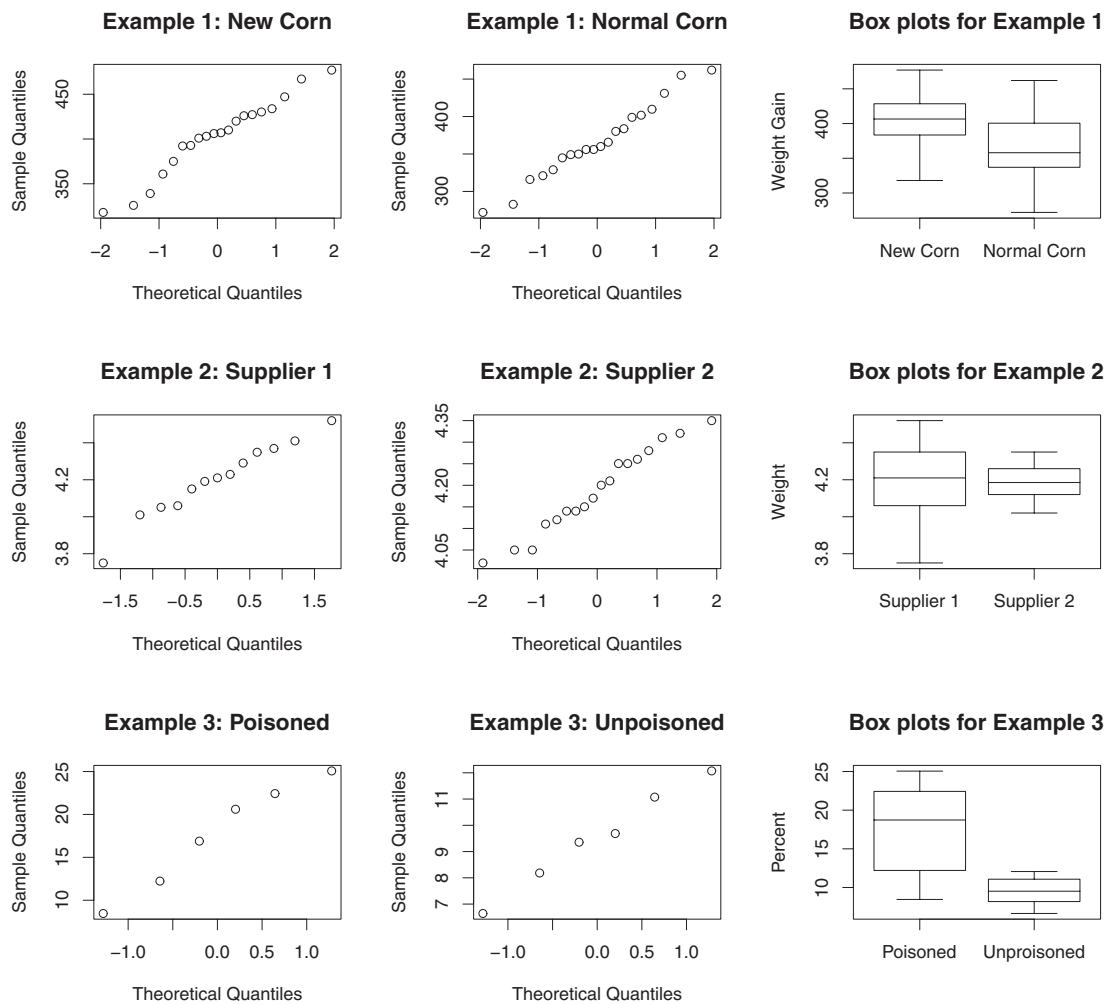 Example 1: New Corn
Sample Quantiles
350
450
−2
−1
0
1
2
Theoretical Quantiles
Example 1: Normal Corn
Sample Quantiles
300
400
−2
−1
0
1
2
Theoretical Quantiles
Box plots for Example 1
Weight Gain
300
400
New Corn
Normal Corn
Example 2: Supplier 1
Sample Quantiles
3.8
4.2
−1.5
−0.5
0.5
1.5
Theoretical Quantiles
Example 2: Supplier 2
Sample Quantiles
4.05
4.20
4.35
−2
−1
0
1
2
Theoretical Quantiles
Box plots for Example 2
Weight
3.8
4.2
Supplier 1
Supplier 2
Example 3: Poisoned
Sample Quantiles
10
15
20
25
−1.0
0.0
0.5
1.0
Theoretical Quantiles
Example 3: Unpoisoned
Sample Quantiles
7
8
9
11
−1.0
0.0
0.5
1.0
Theoretical Quantiles
Box plots for Example 3
Percent
10
15
20
25
Poisoned
Unproisoned